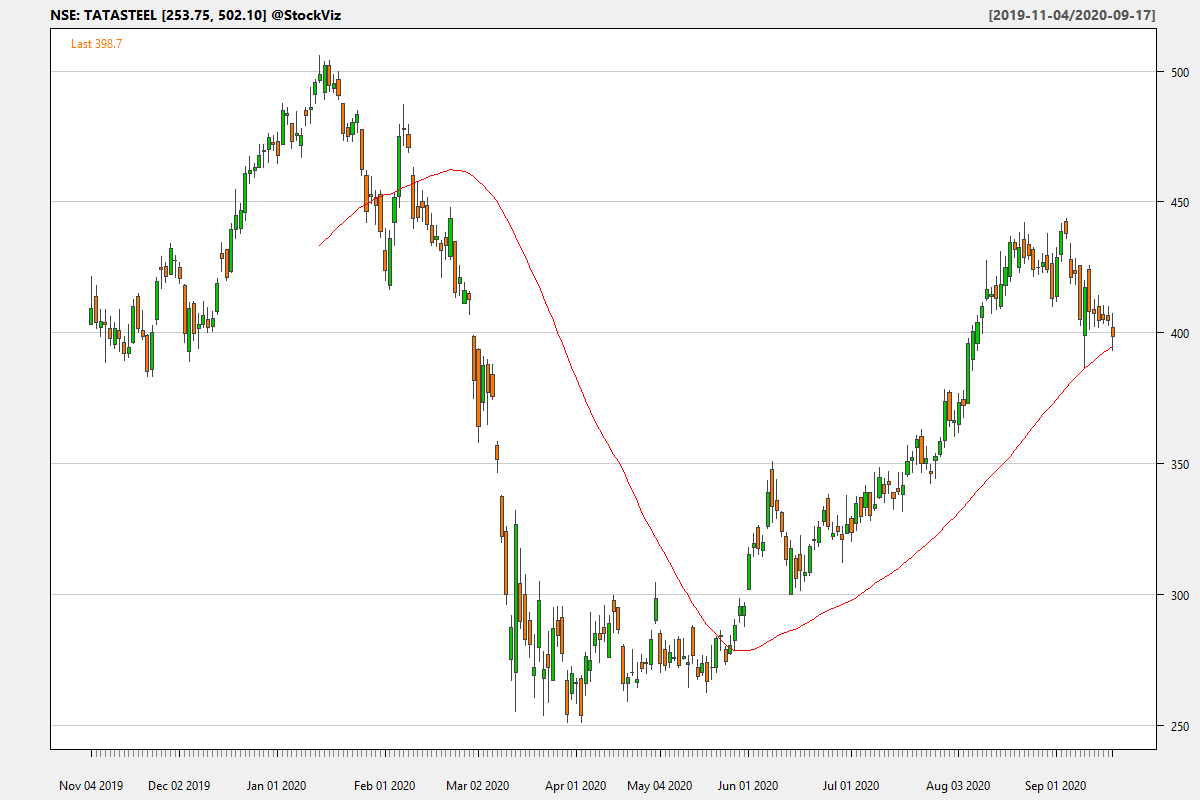 NSE: TATASTEEL [253.75, 502.10] @StockViz [2019-11-04/2020-09-17]
Last 398.7
500
450
400
350
300
250
Nov 04 2019 Dec 02 2019 Jan 01 2020 Feb 01 2020 Mar 02 2020 Apr 01 2020 May 04 2020 Jun 01 2020 Jul 01 2020 Aug 03 2020 Sep 01 2020